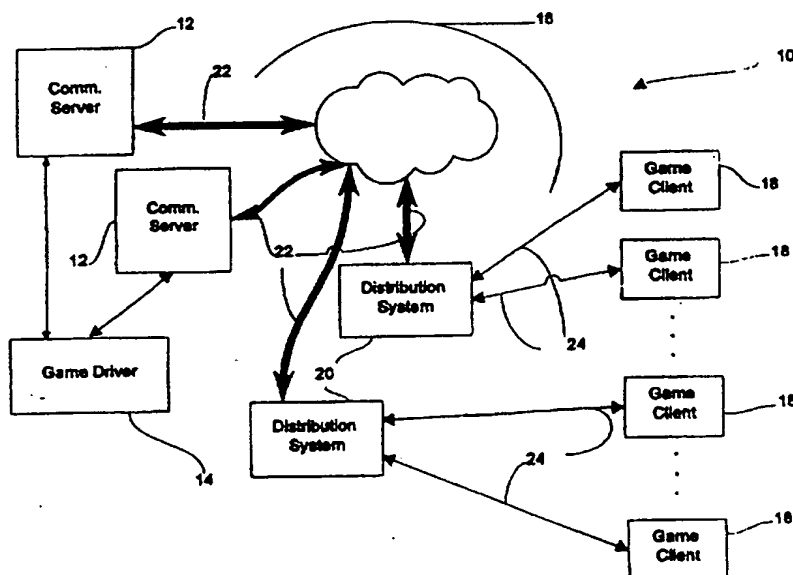 12
16
10
Comm.
Server
22
Game
Client
18
Comm.
Server
12
22
Game
Client
18
Distribution
System
24
Game Driver
20
Game
Client
18
Distribution
System
14
24
Game
Client
18